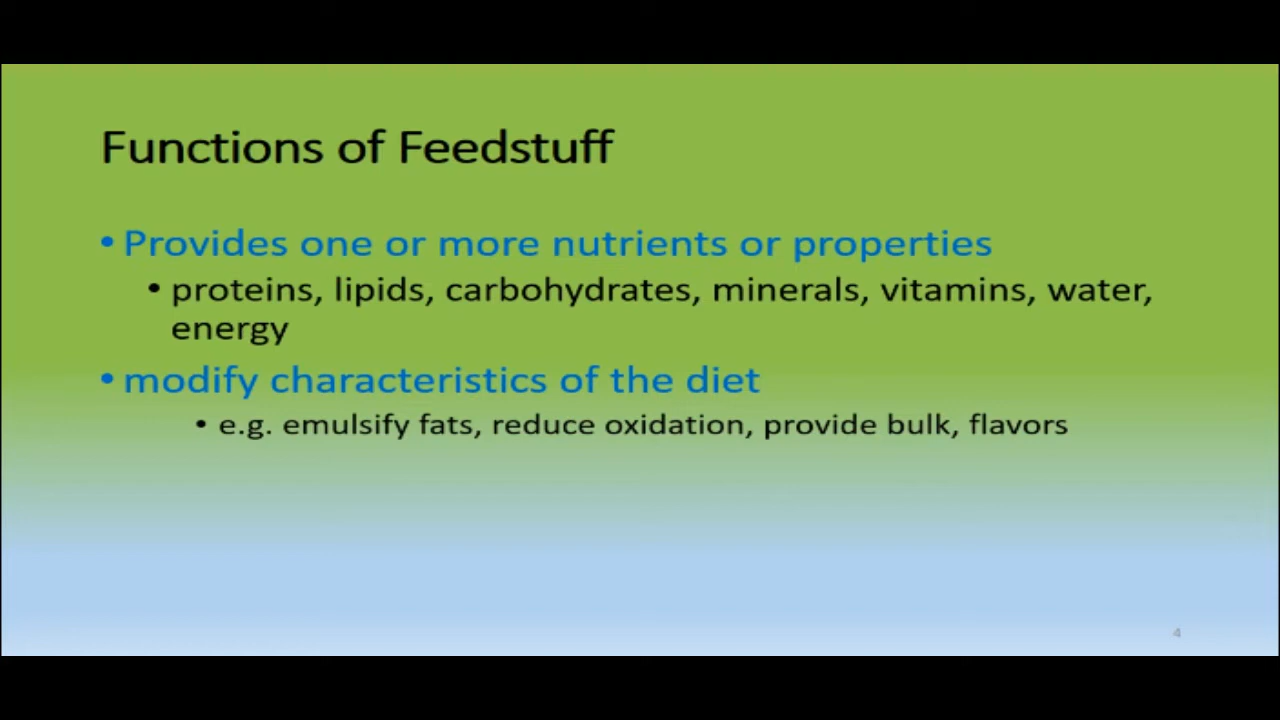 Functions of Feedstuff
• Provides one or more nutrients or properties
• proteins, lipids, carbohydrates, minerals, vitamins, water,
energy
• modify characteristics of the diet
• e.g. emulsify fats, reduce oxidation, provide bulk, flavors
4